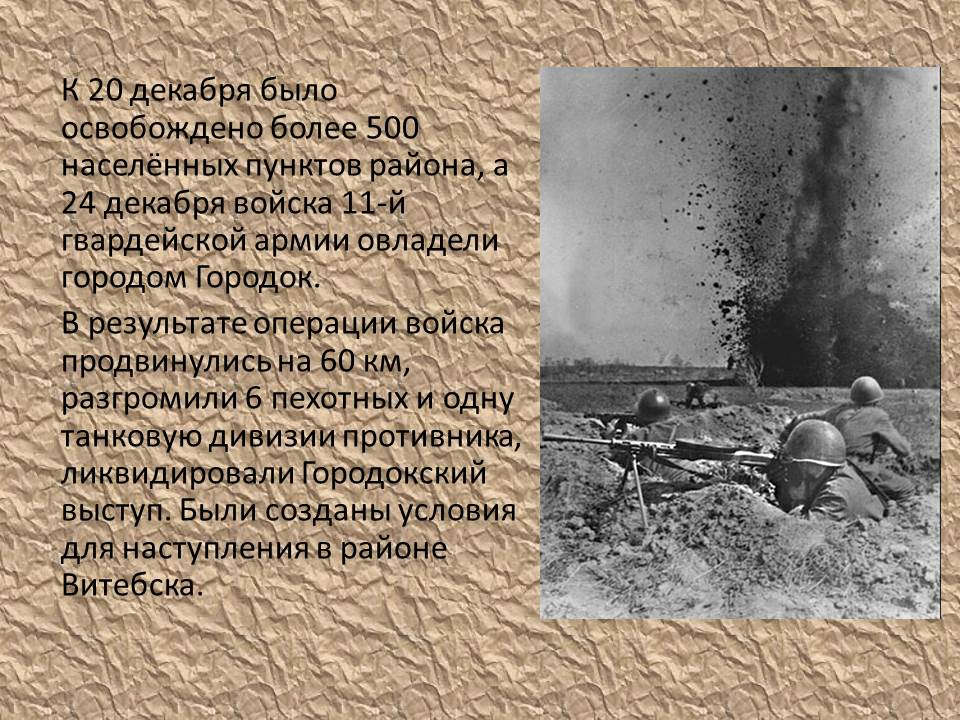 К 20 декабря было
освобождено более 500
населённых пунктов района, а
24 декабря войска 11-й
гвардейской армии овладели
городом Городок.
В результате операции войска
продвинулись на 60 км,
разгромили 6 пехотных и одну
танковую дивизии противника,
ликвидировали Городокский
выступ. Были созданы условия
для наступления в районе
Витебска.